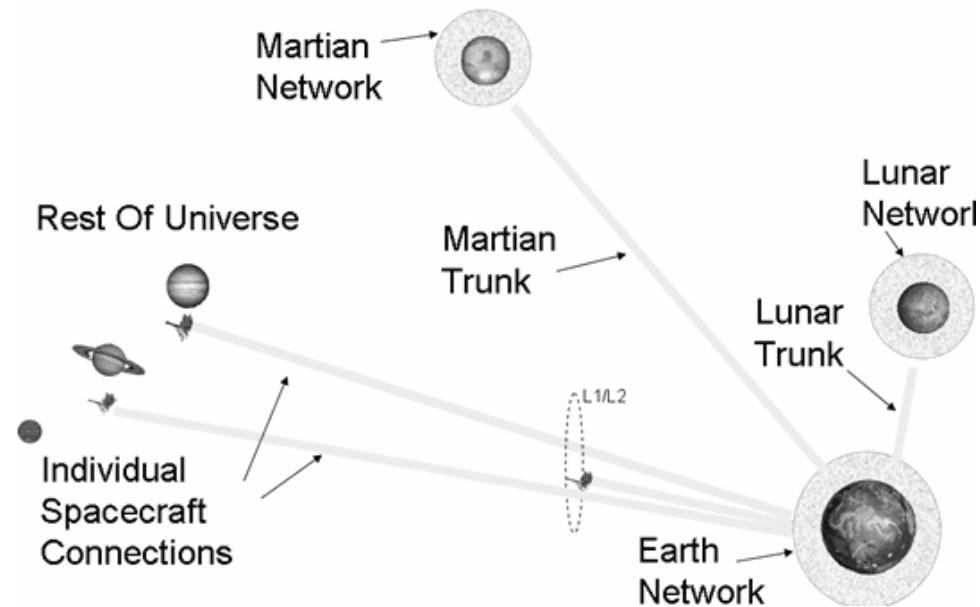 Martian
Network
Lunar
Network
Rest Of Universe
Martian
Trunk
Lunar
Trunk
L1/L2
Individual
Spacecraft
Connections
Earth
Network